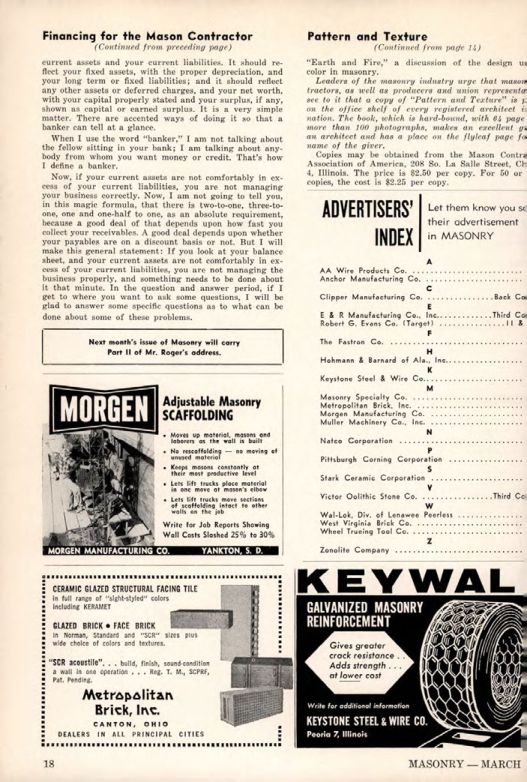 Financing for the Mason Contractor
(Continued from preceding page)
current assets and your current liabilities. It should re-
flect your fixed assets, with the proper depreciation, and
your long term or fixed liabilities; and it should reflect
any other assets or deferred charges, and your net worth,
with your capital properly stated and your surplus, if any,
shown as capital or earned surplus. It is a very simple
matter. There are accented ways of doing it so that a
banker can tell at a glance.
When I use the word "banker," I am not talking about
the fellow sitting in your bank; I am talking about any-
body from whom you want money or credit. That's how
I define a banker.
Now, if your current assets are not comfortably in ex-
cess of your current liabilities, you are not managing
your business correctly. Now, I am not going to tell you,
in this magic formula, that there is two-to-one, three-to-
one, one and one-half to one, as an absolute requirement,
because a good deal of that depends upon how fast you
collect your receivables. A good deal depends upon whether
your payables are on a discount basis or not. But I will
make this general statement: If you look at your balance
sheet, and your current assets are not comfortably in ex-
cess of your current liabilities, you are not managing the
business properly, and something needs to be done about
it that minute. In the question and answer period, if I
get to where you want to ask some questions, I will be
glad to answer some specific questions as to what can be
done about some of these problems.
Next month's issue of Masonry will carry
Part II of Mr. Roger's address.
MORGEN
Adjustable Masonry
SCAFFOLDING
• Moves up material, masons and
laborers as the wall is built
• No rescaffolding — no moving of
unused material
• Keeps masons constantly at
their most productive level
• Lets lift trucks place material
in one move at mason's elbow
• Lets lift trucks move sections
of scaffolding intact to other
walls on the job
Write for Job Reports Showing
Wall Costs Slashed 25% to 30%
MORGEN MANUFACTURING CO. YANKTON, S. D.
CERAMIC GLAZED STRUCTURAL FACING TILE
in full range of "sight-styled" colors
including KERAMET
GLAZED BRICK • FACE BRICK
in Norman, Standard and "SCR" sizes plus
wide choice of colors and textures.
"SCR acoustile". . . build, finish, sound-condition
a wall in one operation . . . Reg. T. M., SCPRF,
Pat. Pending.
Metropolitan
Brick, Inc.
CANTON, OHIO
DEALERS IN ALL PRINCIPAL CITIES
Pattern and Texture
(Continued from page 14)
"Earth and Fire," a discussion of the design us
color in masonry.
Leaders of the masonry industry urge that mason
tractors, as well as producers and union representa
see to it that a copy of "Pattern and Texture" is p
on the office shelf of every registered architect i
nation. The book, which is hard-bound, with 64 page
more than 100 photographs, makes an excellent g
an architect and has a place on the flyleaf page fo
name of the giver.
Copies may be obtained from the Mason Contra
Association of America, 208 So. La Salle Street, Ch
4, Illinois. The price is $2.50 per copy. For 50 or
copies, the cost is $2.25 per copy.
ADVERTISERS'
INDEX
Let them know you sa
their advertisement
in MASONRY
A
AA Wire Products Co.
Anchor Manufacturing Co.
C
Clipper Manufacturing Co. Back Co
E
E & R Manufacturing Co., Inc. Third Co
Robert G. Evans Co. (Target) 11 &
F
The Fastron Co.
H
Hohmann & Barnard of Ala., Inc.
K
Keystone Steel & Wire Co.
M
Masonry Specialty Co.
Metropolitan Brick, Inc.
Morgen Manufacturing Co.
Muller Machinery Co., Inc.
N
Natco Corporation
P
Pittsburgh Corning Corporation
S
Stark Ceramic Corporation
V
Victor Oolithic Stone Co. Third Co
W
Wal-Lok, Div. of Lenawee Peerless
West Virginia Brick Co.
Wheel Trueing Tool Co.
Z
Zonolite Company
KEYWAL
GALVANIZED MASONRY
REINFORCEMENT
Gives greater
crack resistance . .
Adds strength . . .
at lower cost
Write for additional information
KEYSTONE STEEL & WIRE CO.
Peoria 7, Illinois
18
MASONRY — MARCH